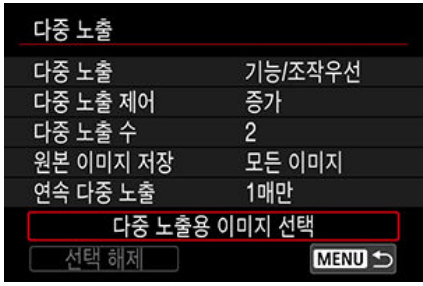 다중 노출
다중 노출 기능/조작우선
다중 노출 제어 증가
다중 노출 수 2
원본 이미지 저장 모든 이미지
연속 다중 노출 1매만
다중 노출용 이미지 선택
선택 해제 MENU